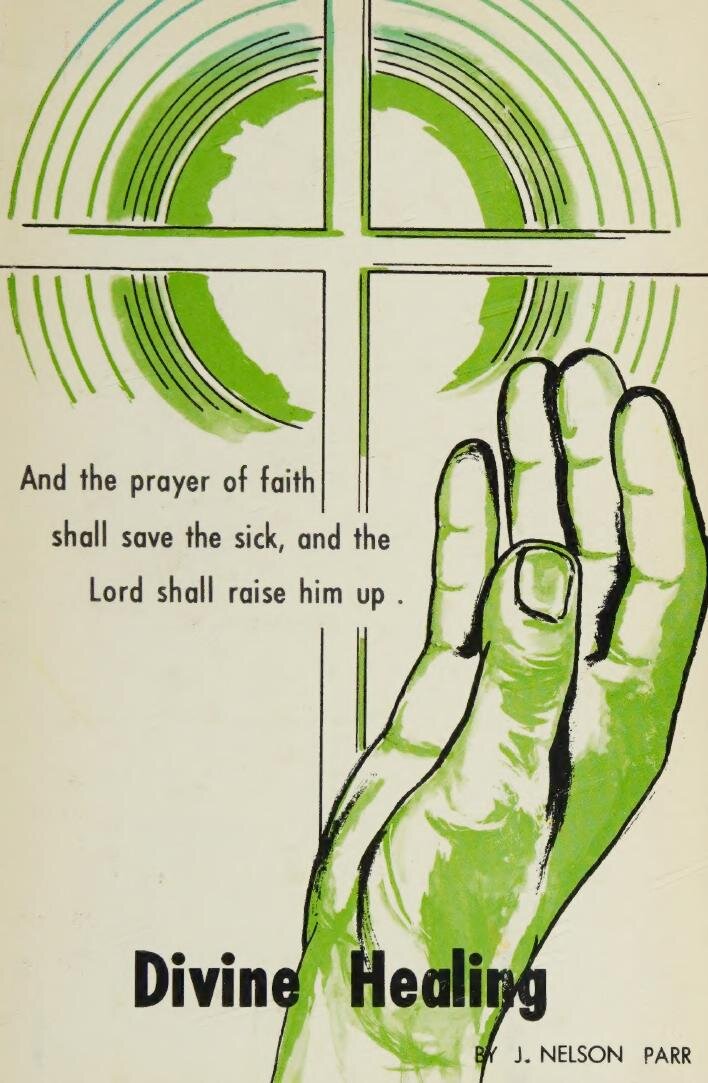 And the prayer of faith
shall save the sick, and the
Lord shall raise him up .
Divine Healing
BY J. NELSON PARR